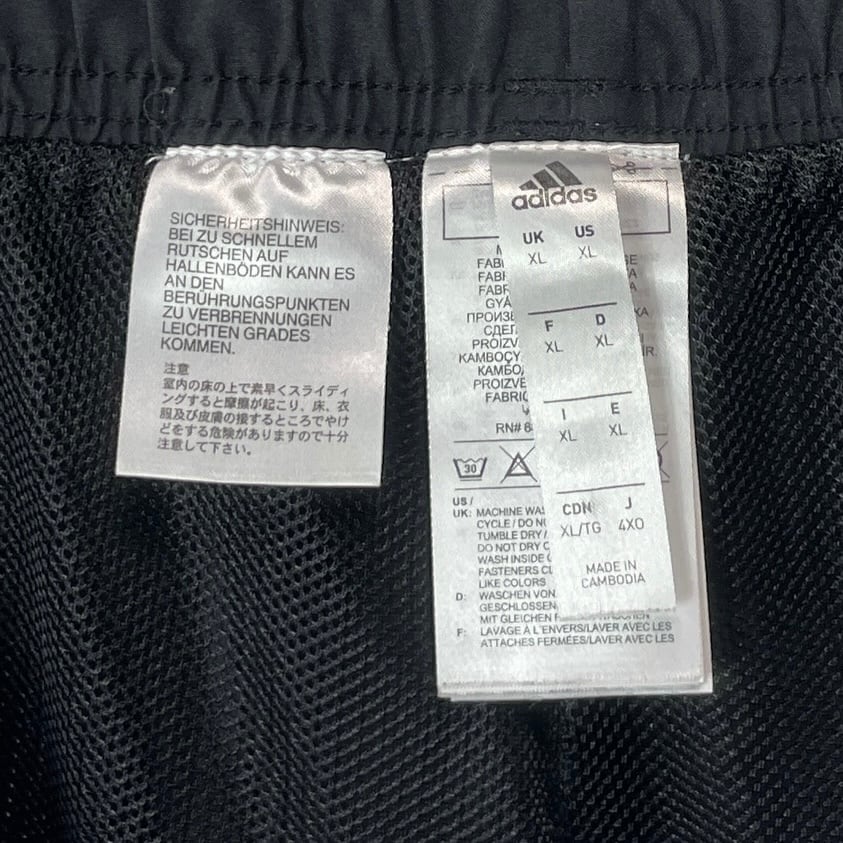 SICHERHEITSHINWEIS:
BEI ZU SCHNELLEM
RUTSCHEN AUF
HALLENBÖDEN KANN ES
AN DEN
BERÜHRUNGSPUNKTEN
ZU VERBRENNUNGEN
LEICHTEN GRADES
KOMMEN.
注意
室内の床の上で素早くスライディ
ングすると摩擦が起こり、床、衣
服及び皮膚の接するところでやけ
どをする危険がありますので十分
注意して下さい。
adidas
UK US
XL XL
F D
XL XL
I E
XL XL
CDN J
XL/TG 4XO
MADE IN
CAMBODIA
RN#
30
US /
UK: MACHINE
CYCLE / DO
TUMBLE DRY /
DO NOT DRY
WASH INSIDE
FASTENERS
LIKE COLORS
D: WASCHEN VON
GESCHLOSSEN
MIT GLEICHEN
F: LAVAGE À L'ENVERS/LAVER AVEC LES
ATTACHES FERMÉES/LAVER AVEC LES